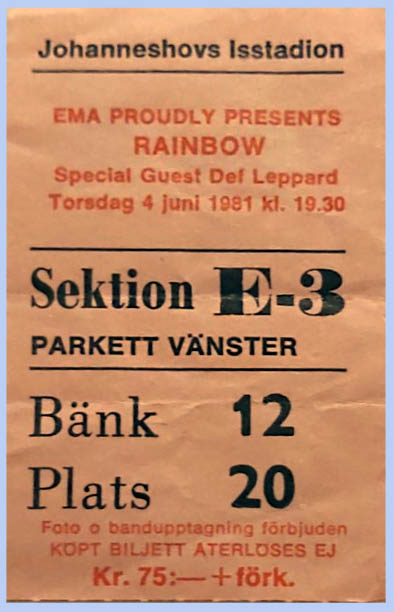 Johanneshovs Isstadion
EMA PROUDLY PRESENTS
RAINBOW
Special Guest Def Leppard
Torsdag 4 juni 1981 kl. 19.30
Sektion E-3
PARKETT VÄNSTER
Bänk 12
Plats 20
Foto o bandupptagning förbjuden
KÖPT BILJETT ÅTERLÖSES EJ
Kr. 75:— + förk.